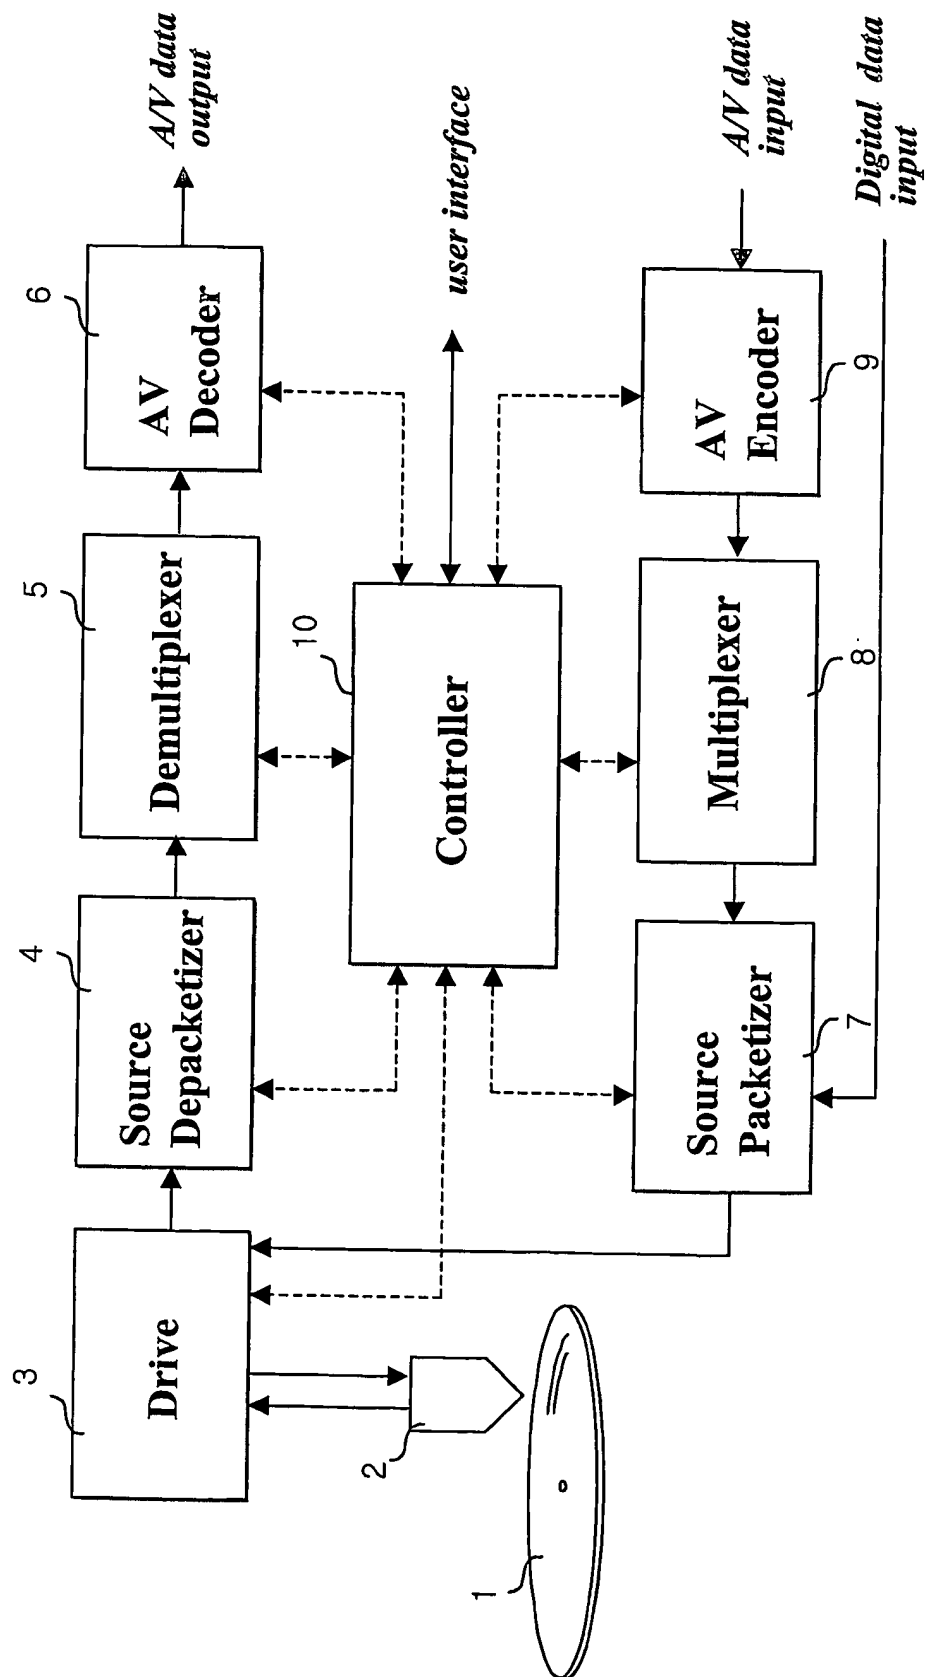 3
Drive
4
Source
Depacketizer
5
Demultiplexer
6
AV
Decoder
A/V data
output
2
1
10
Controller
user interface
Source
Packetizer
7
Multiplexer
8
AV
Encoder
9
A/V data
input
Digital data
input